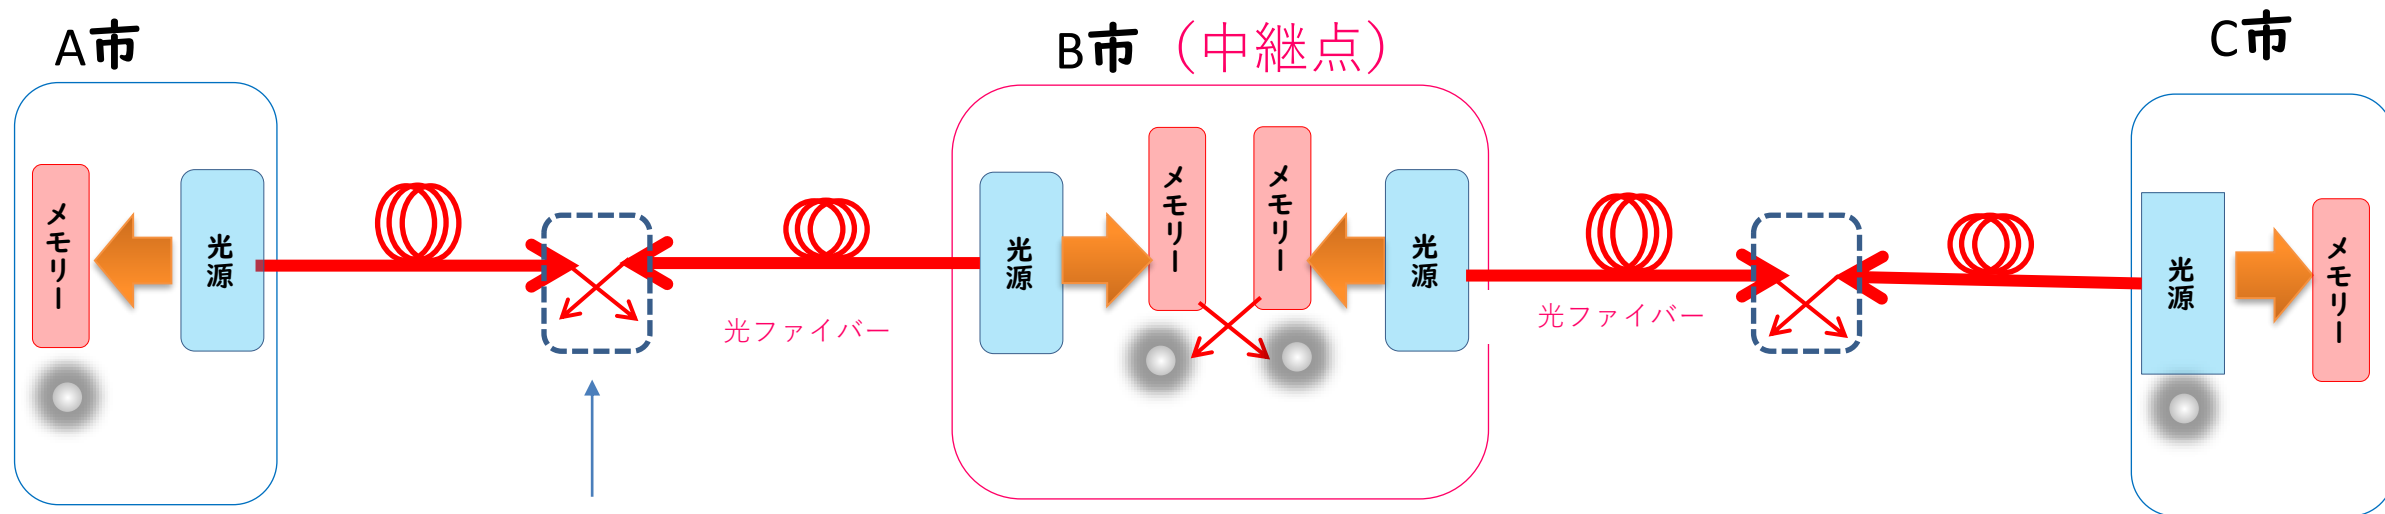 A市
B市（中継点）
C市
メモリー
光源
光ファイバー
光源
メモリー
メモリー
光源
光ファイバー
光源
メモリー